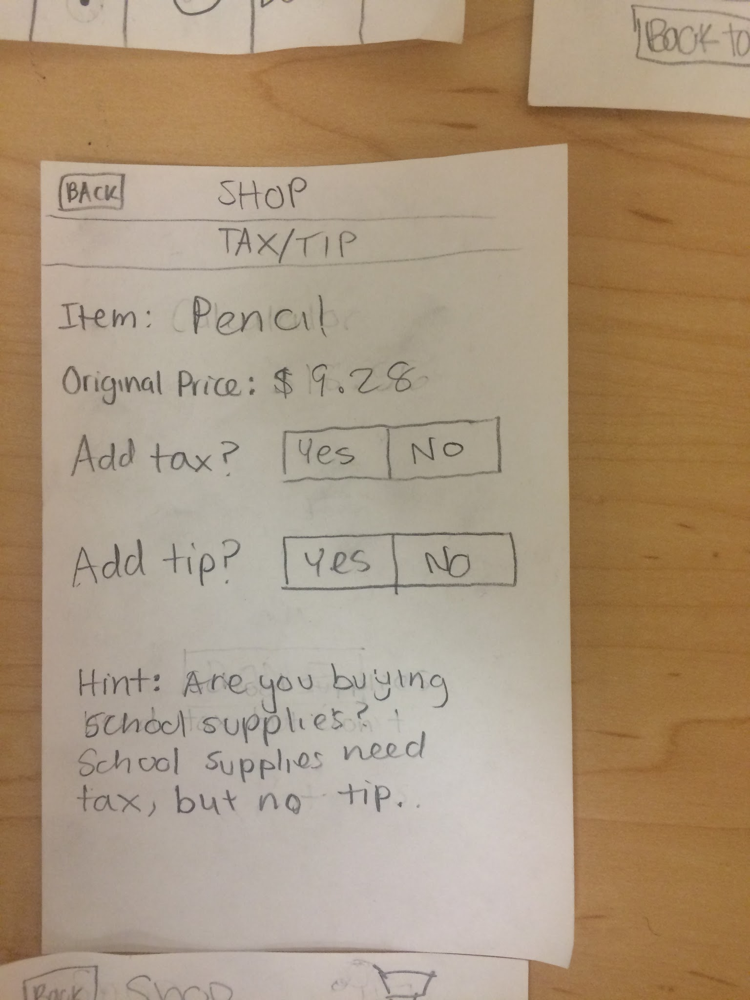 Back to
BACK SHOP
TAX/TIP
Item: Pencil
Original Price: $ 9.28
Add tax? Yes NO
Add tip? Yes NO
Hint: Are you buying
school supplies?
School supplies need
tax, but no tip.
Back Shop